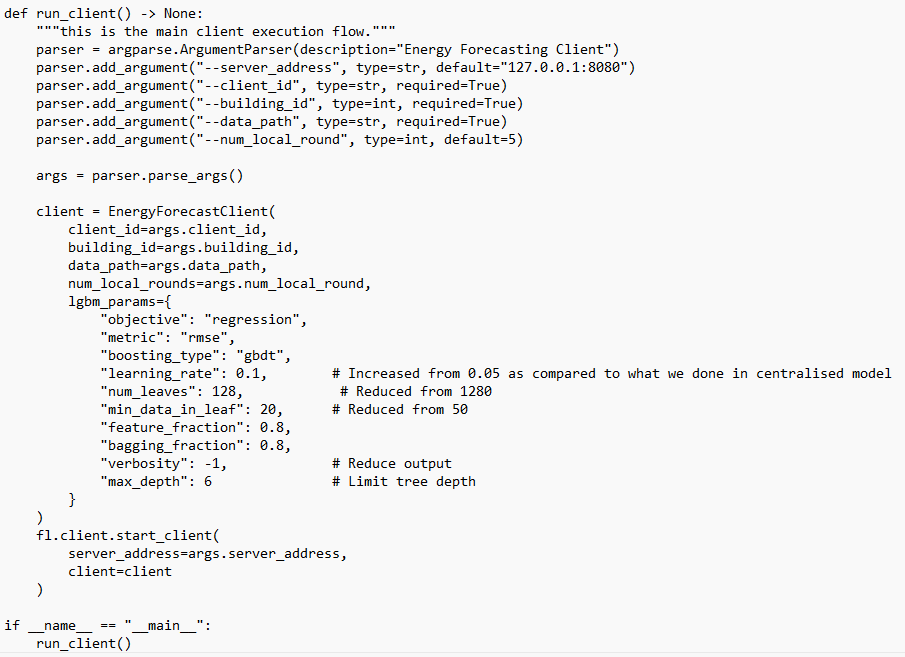 def run_client() -> None:
    """this is the main client execution flow."""
    parser = argparse.ArgumentParser(description="Energy Forecasting Client")
    parser.add_argument("--server_address", type=str, default="127.0.0.1:8080")
    parser.add_argument("--client_id", type=str, required=True)
    parser.add_argument("--building_id", type=int, required=True)
    parser.add_argument("--data_path", type=str, required=True)
    parser.add_argument("--num_local_round", type=int, default=5)

    args = parser.parse_args()

    client = EnergyForecastClient(
        client_id=args.client_id,
        building_id=args.building_id,
        data_path=args.data_path,
        num_local_rounds=args.num_local_round,
        lgbm_params={
            "objective": "regression",
            "metric": "rmse",
            "boosting_type": "gbdt",
            "learning_rate": 0.1,        # Increased from 0.05 as compared to what we done in centralised model
            "num_leaves": 128,            # Reduced from 1280
            "min_data_in_leaf": 20,      # Reduced from 50
            "feature_fraction": 0.8,
            "bagging_fraction": 0.8,
            "verbosity": -1,             # Reduce output
            "max_depth": 6               # Limit tree depth
        }
    )
    fl.client.start_client(
        server_address=args.server_address,
        client=client
    )

if __name__ == "__main__":
    run_client()